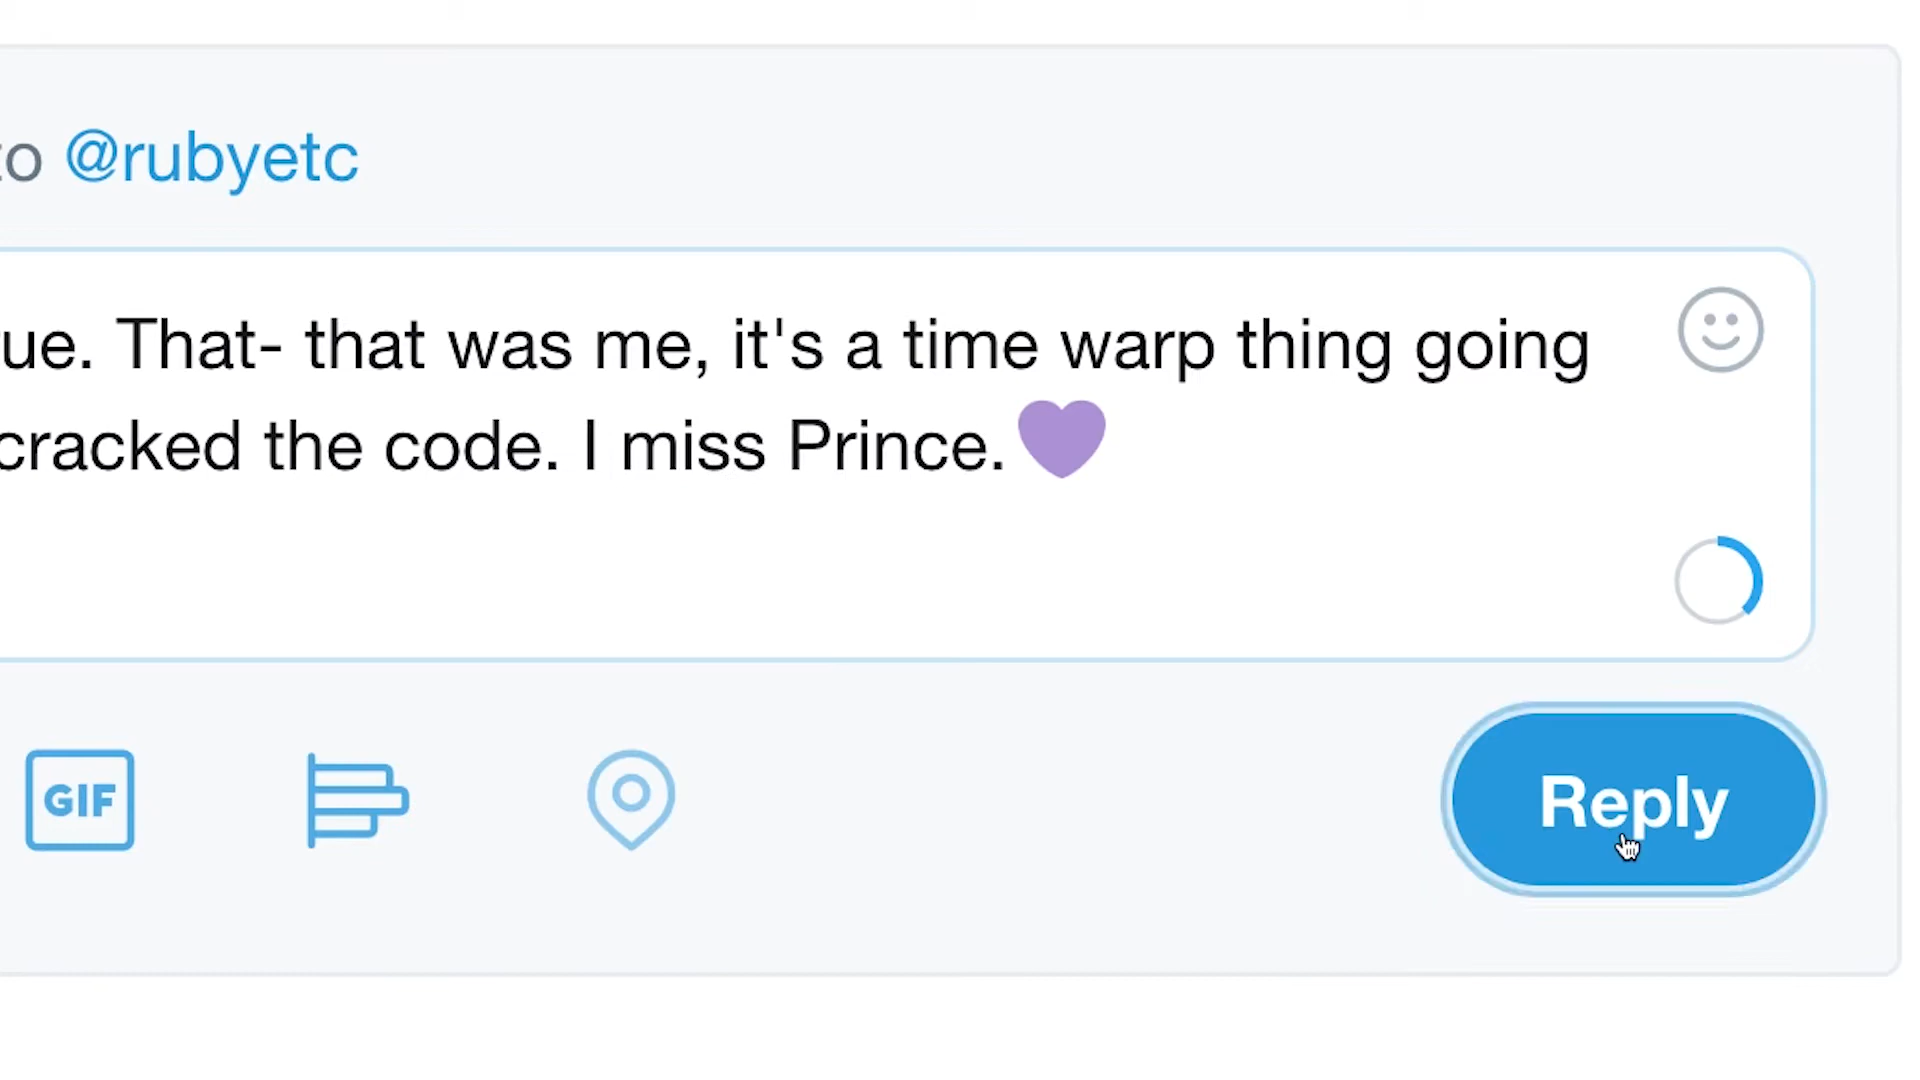 to @rubyetc
ue. That- that was me, it's a time warp thing going
cracked the code. I miss Prince.💜
GIF
Reply